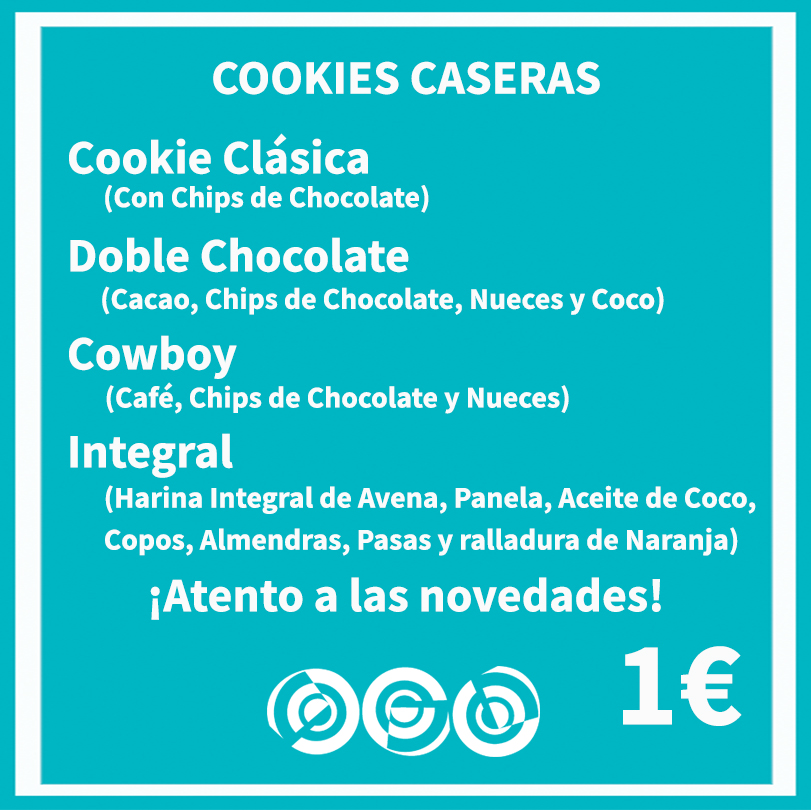 COOKIES CASERAS
Cookie Clásica
(Con Chips de Chocolate)
Doble Chocolate
(Cacao, Chips de Chocolate, Nueces y Coco)
Cowboy
(Café, Chips de Chocolate y Nueces)
Integral
(Harina Integral de Avena, Panela, Aceite de Coco,
Copos, Almendras, Pasas y ralladura de Naranja)
¡Atento a las novedades!
1€